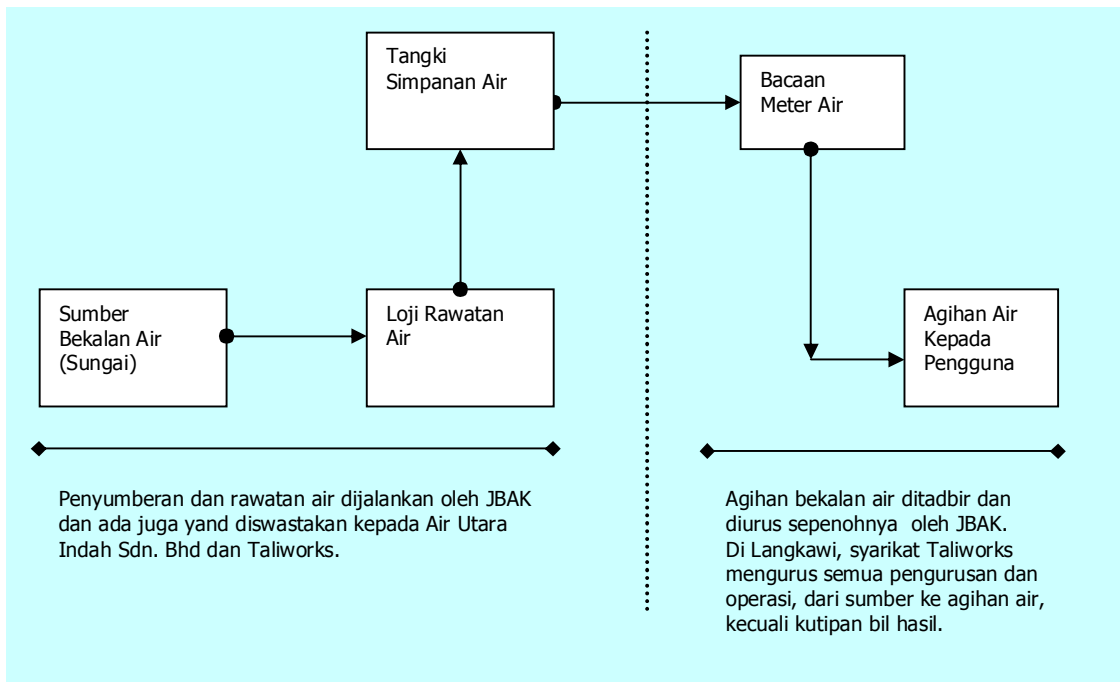 Tangki
Simpanan Air
Bacaan
Meter Air
Sumber
Bekalan Air
(Sungai)
Loji Rawatan
Air
Agihan Air
Kepada
Pengguna
Penyumberan dan rawatan air dijalankan oleh JBAK
dan ada juga yand diswastakan kepada Air Utara
Indah Sdn. Bhd dan Taliworks.
Agihan bekalan air ditadbir dan
diurus sepenohnya oleh JBAK.
Di Langkawi, syarikat Taliworks
mengurus semua pengurusan dan
operasi, dari sumber ke agihan air,
kecuali kutipan bil hasil.